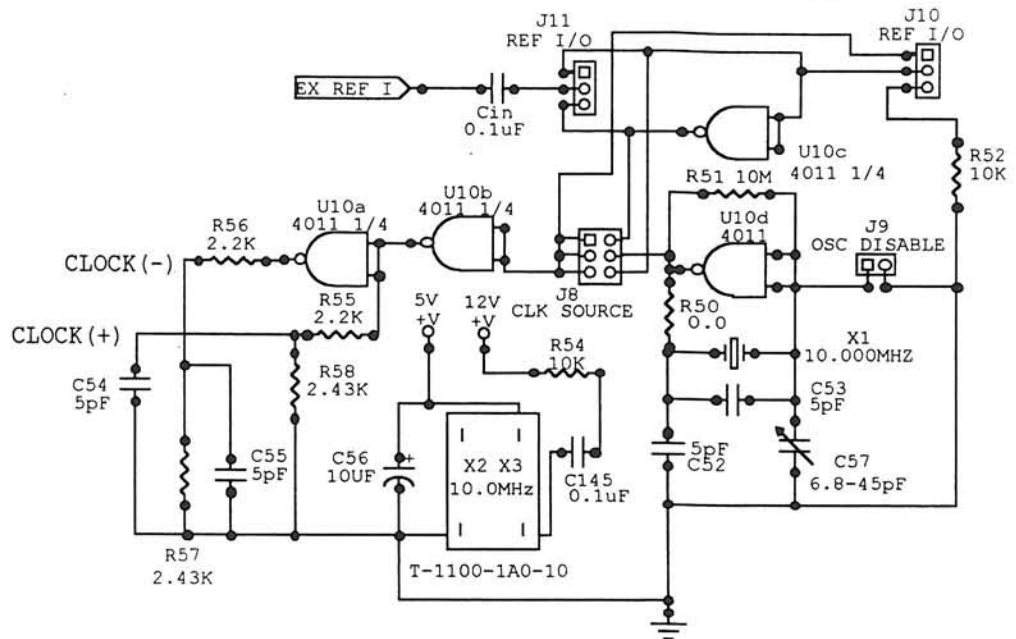 J11
REF I/O
J10
REF I/O
EX REF I
Cin
0.1uF
U10c
4011 1/4
R52
10K
R51 10M
U10d
4011
J9
OSC DISABLE
U10b
4011 1/4
U10a
4011 1/4
R56
2.2K
CLOCK(-)
J8
CLK SOURCE
R55
2.2K
5V
+V
12V
+V
R50
0.0
CLOCK(+)
X1
10.000MHZ
R54
10K
R58
2.43K
C54
5pF
C53
5pF
C55
5pF
C56
10UF
+
X2 X3
10.0MHz
C145
0.1uF
5pF
C52
C57
6.8-45pF
R57
2.43K
T-1100-1A0-10